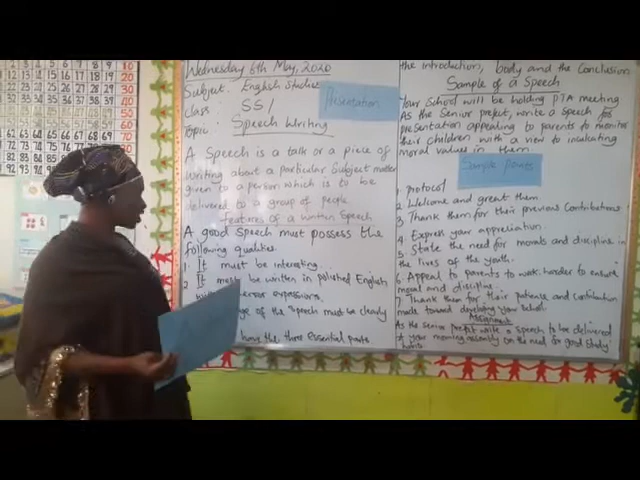 Wednesday 6th May, 2020
Subject: English Studies
class: SS1
Topic: Speech Writing
Presentation
A Speech is a talk or a piece of
writing about a particular Subject matter
given to a person which is to be
delivered to a group of people
features of a written Speech
A good Speech must possess the
following qualities
1. It must be interesting
2. It must be written in polished English
expressions.
of the speech must be clearly
have the three Essential parts.
the introduction, body and the Conclusion
Sample of a Speech
Your School will be holding PTA meeting
As the Senior prefect, write a Speech for
presentation appealing to parents to monitor
their children with a view to inculcating
moral values in them
Sample points
1. protocol
2 Welcome and greet them
3 Thank them for their previous Contributions
4. Express your appreciation.
5. State the need for morals and discipline in
the lives of the youth.
6 Appeal to parents to work harder to ensure
moral and discipline.
7. Thank them for their patience and Contribution
made toward developing your School
Assignment
As the senior prefect write a speech to be delivered
at your morning assembly on the need for good study
habits